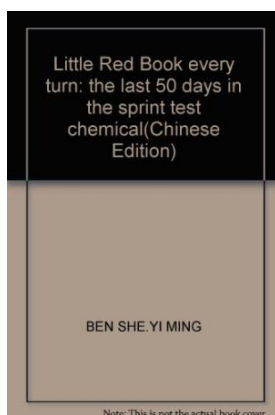 Little Red Book every
turn: the last 50 days in
the sprint test
chemical(Chinese
Edition)
BEN SHE.YI MING
Note: This is not the actual book cover